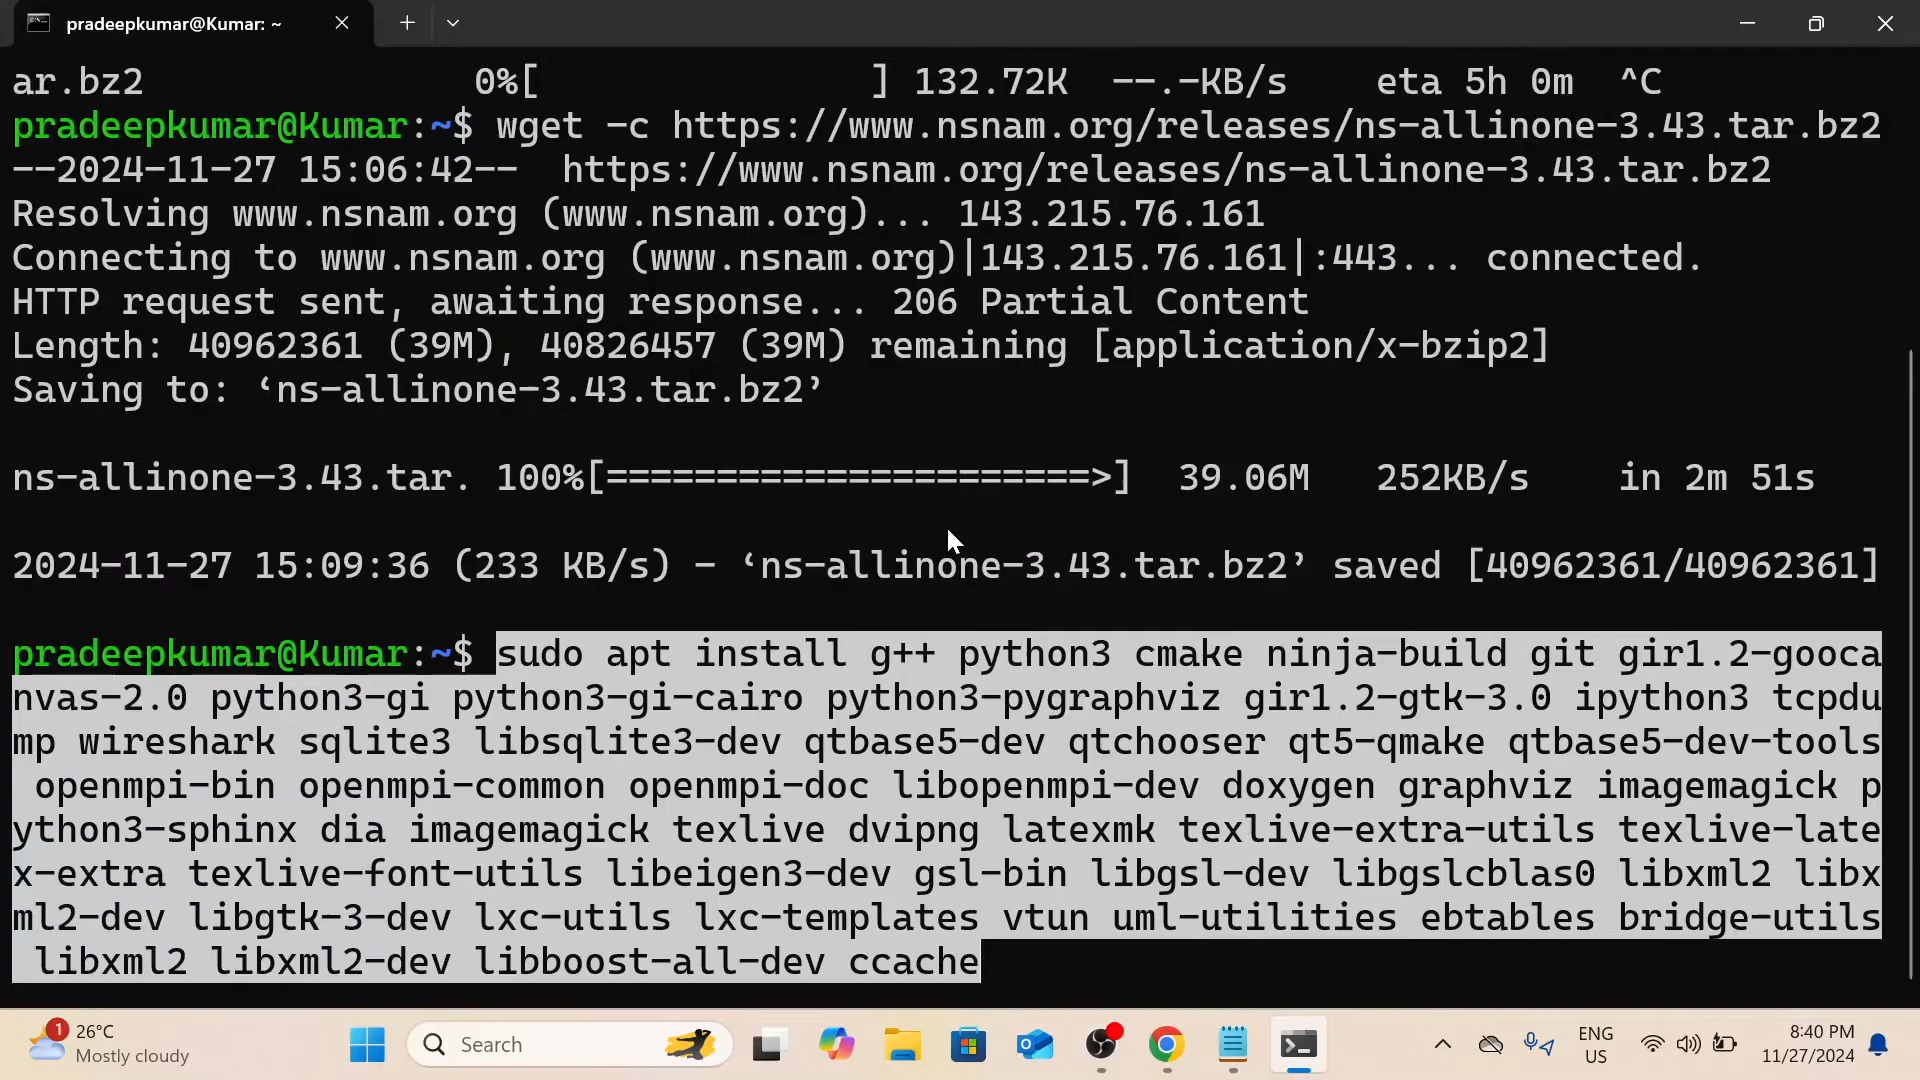 pradeepkumar@Kumar: ~
ar.bz2 0%[ ] 132.72K --.-KB/s eta 5h 0m ^C
pradeepkumar@Kumar:~$ wget -c https://www.nsnam.org/releases/ns-allinone-3.43.tar.bz2
--2024-11-27 15:06:42-- https://www.nsnam.org/releases/ns-allinone-3.43.tar.bz2
Resolving www.nsnam.org (www.nsnam.org)... 143.215.76.161
Connecting to www.nsnam.org (www.nsnam.org)|143.215.76.161|:443... connected.
HTTP request sent, awaiting response... 206 Partial Content
Length: 40962361 (39M), 40826457 (39M) remaining [application/x-bzip2]
Saving to: ‘ns-allinone-3.43.tar.bz2’
ns-allinone-3.43.tar. 100%[======================>] 39.06M 252KB/s in 2m 51s
2024-11-27 15:09:36 (233 KB/s) - ‘ns-allinone-3.43.tar.bz2’ saved [40962361/40962361]
pradeepkumar@Kumar:~$ sudo apt install g++ python3 cmake ninja-build git gir1.2-gooca
nvas-2.0 python3-gi python3-gi-cairo python3-pygraphviz gir1.2-gtk-3.0 ipython3 tcpdu
mp wireshark sqlite3 libsqlite3-dev qtbase5-dev qtchooser qt5-qmake qtbase5-dev-tools
openmpi-bin openmpi-common openmpi-doc libopenmpi-dev doxygen graphviz imagemagick p
ython3-sphinx dia imagemagick texlive dvipng latexmk texlive-extra-utils texlive-late
x-extra texlive-font-utils libeigen3-dev gsl-bin libgsl-dev libgslcblas0 libxml2 libx
ml2-dev libgtk-3-dev lxc-utils lxc-templates vtun uml-utilities ebtables bridge-utils
libxml2 libxml2-dev libboost-all-dev ccache
1
26°C
Mostly cloudy
Search
ENG
US
8:40 PM
11/27/2024